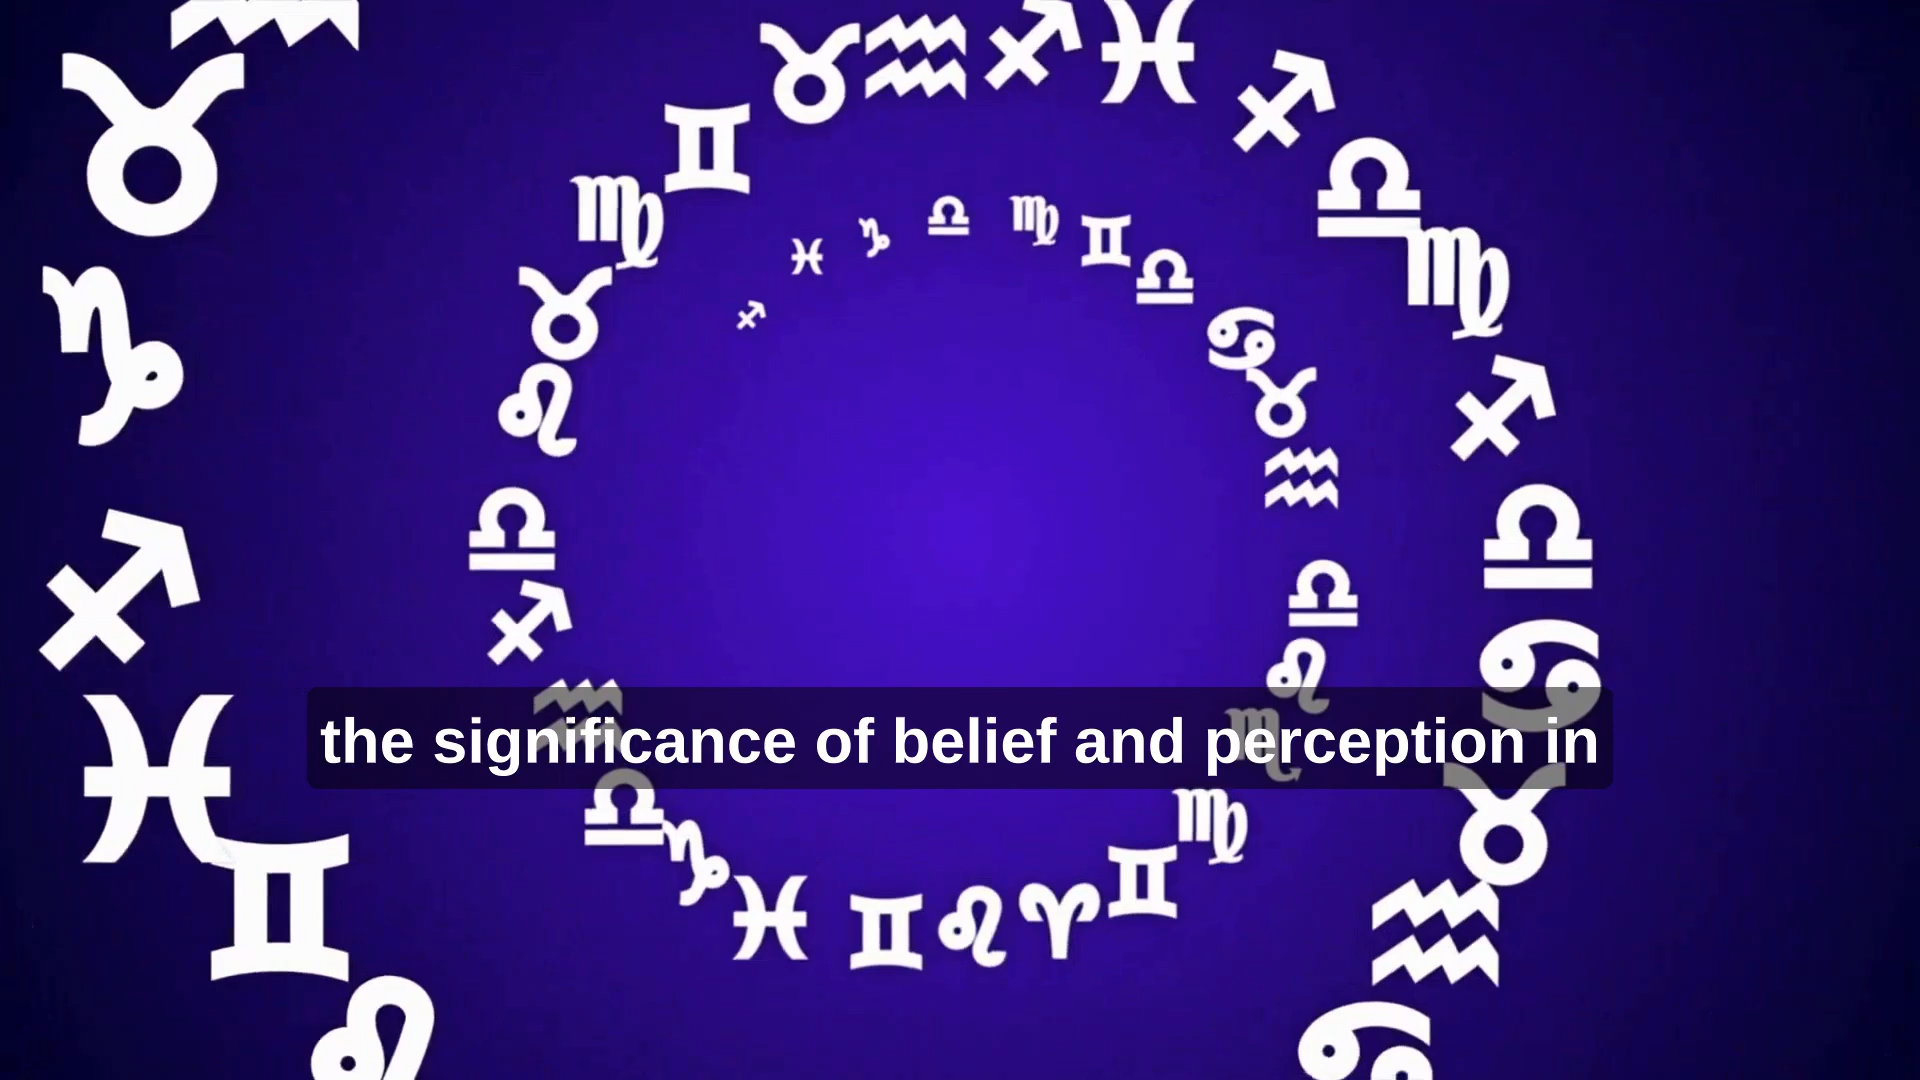 the significance of belief and perception in